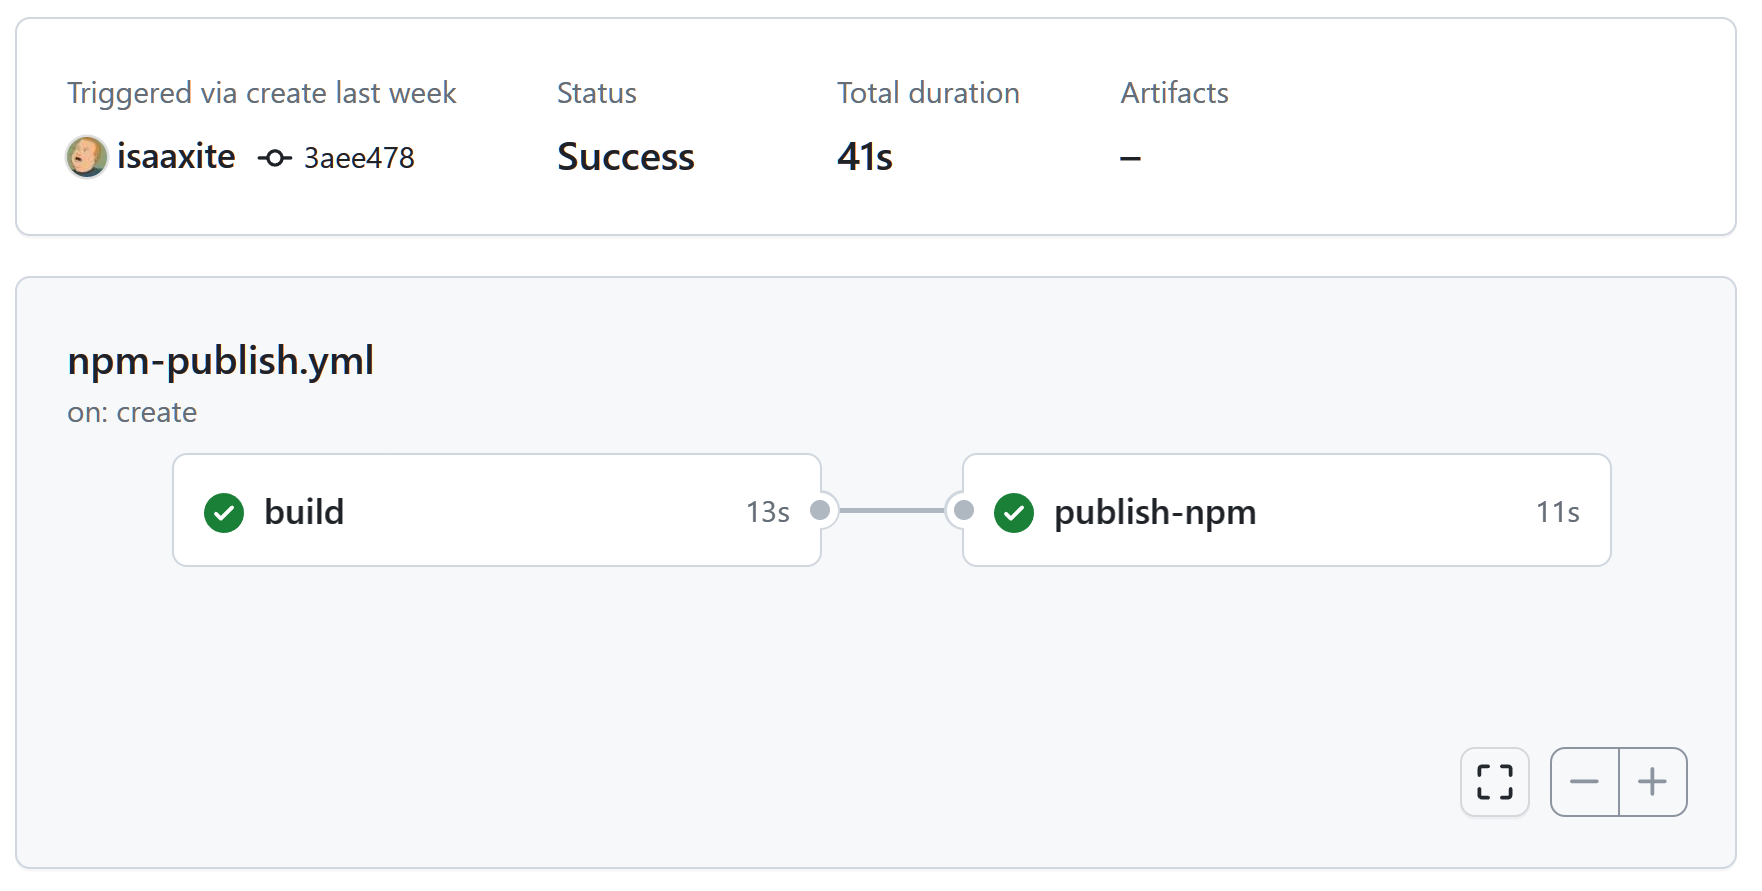 Triggered via create last week
isaaxite 3aee478
Status
Success
Total duration
41s
Artifacts
–
npm-publish.yml
on: create
build 13s
publish-npm 11s